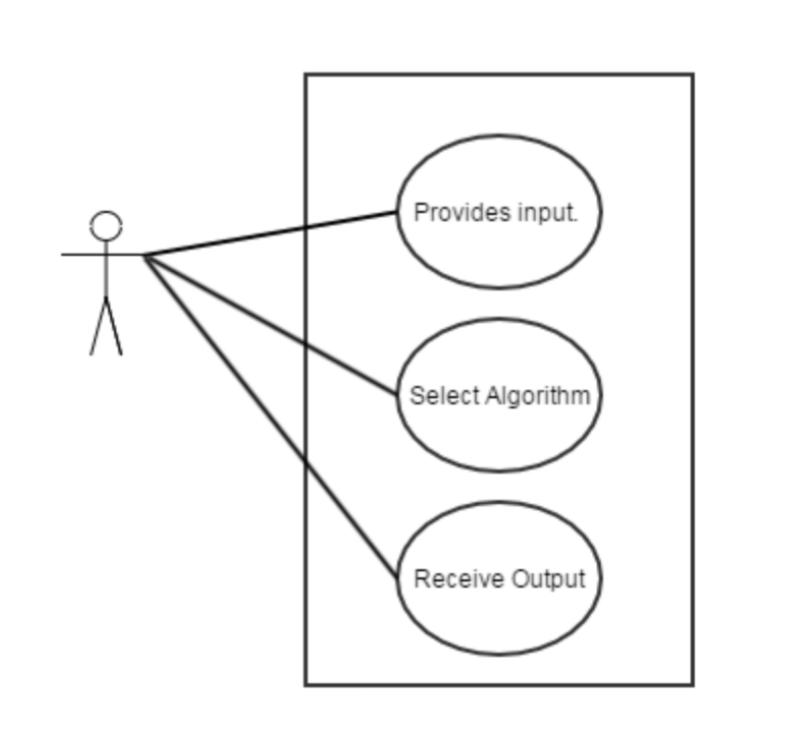 Provides input.
Select Algorithm
Receive Output